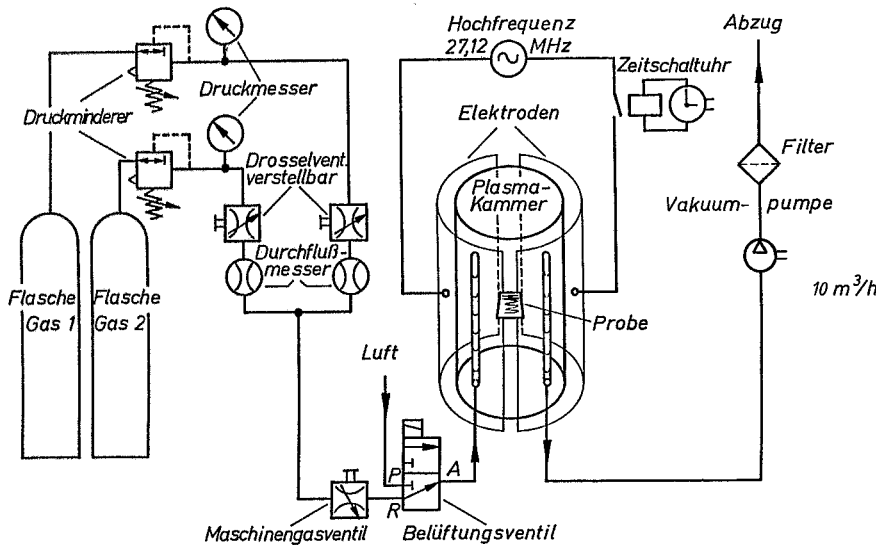 Hochfrequenz
27,12 MHz
Abzug
Zeitschaltuhr
Druckmesser
Druckminderer
Elektroden
Filter
Drosselvent.
verstellbar
Plasma-
Kammer
Vakuum-pumpe
Durchfluß-
messer
Flasche
Gas 1
Flasche
Gas 2
10 m³/h
Probe
Luft
P
A
R
Maschinengasventil
Belüftungsventil